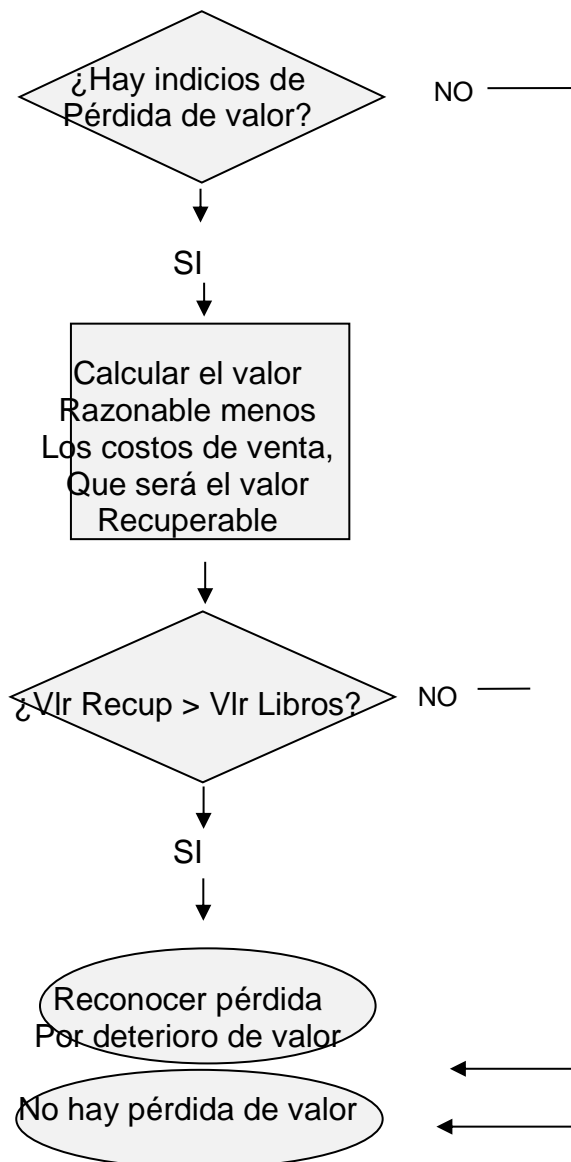 ¿Hay indicios de
Pérdida de valor?
NO
SI
Calcular el valor
Razonable menos
Los costos de venta,
Que será el valor
Recuperable
¿Vlr Recup > Vlr Libros?
NO
SI
Reconocer pérdida
Por deterioro de valor
No hay pérdida de valor